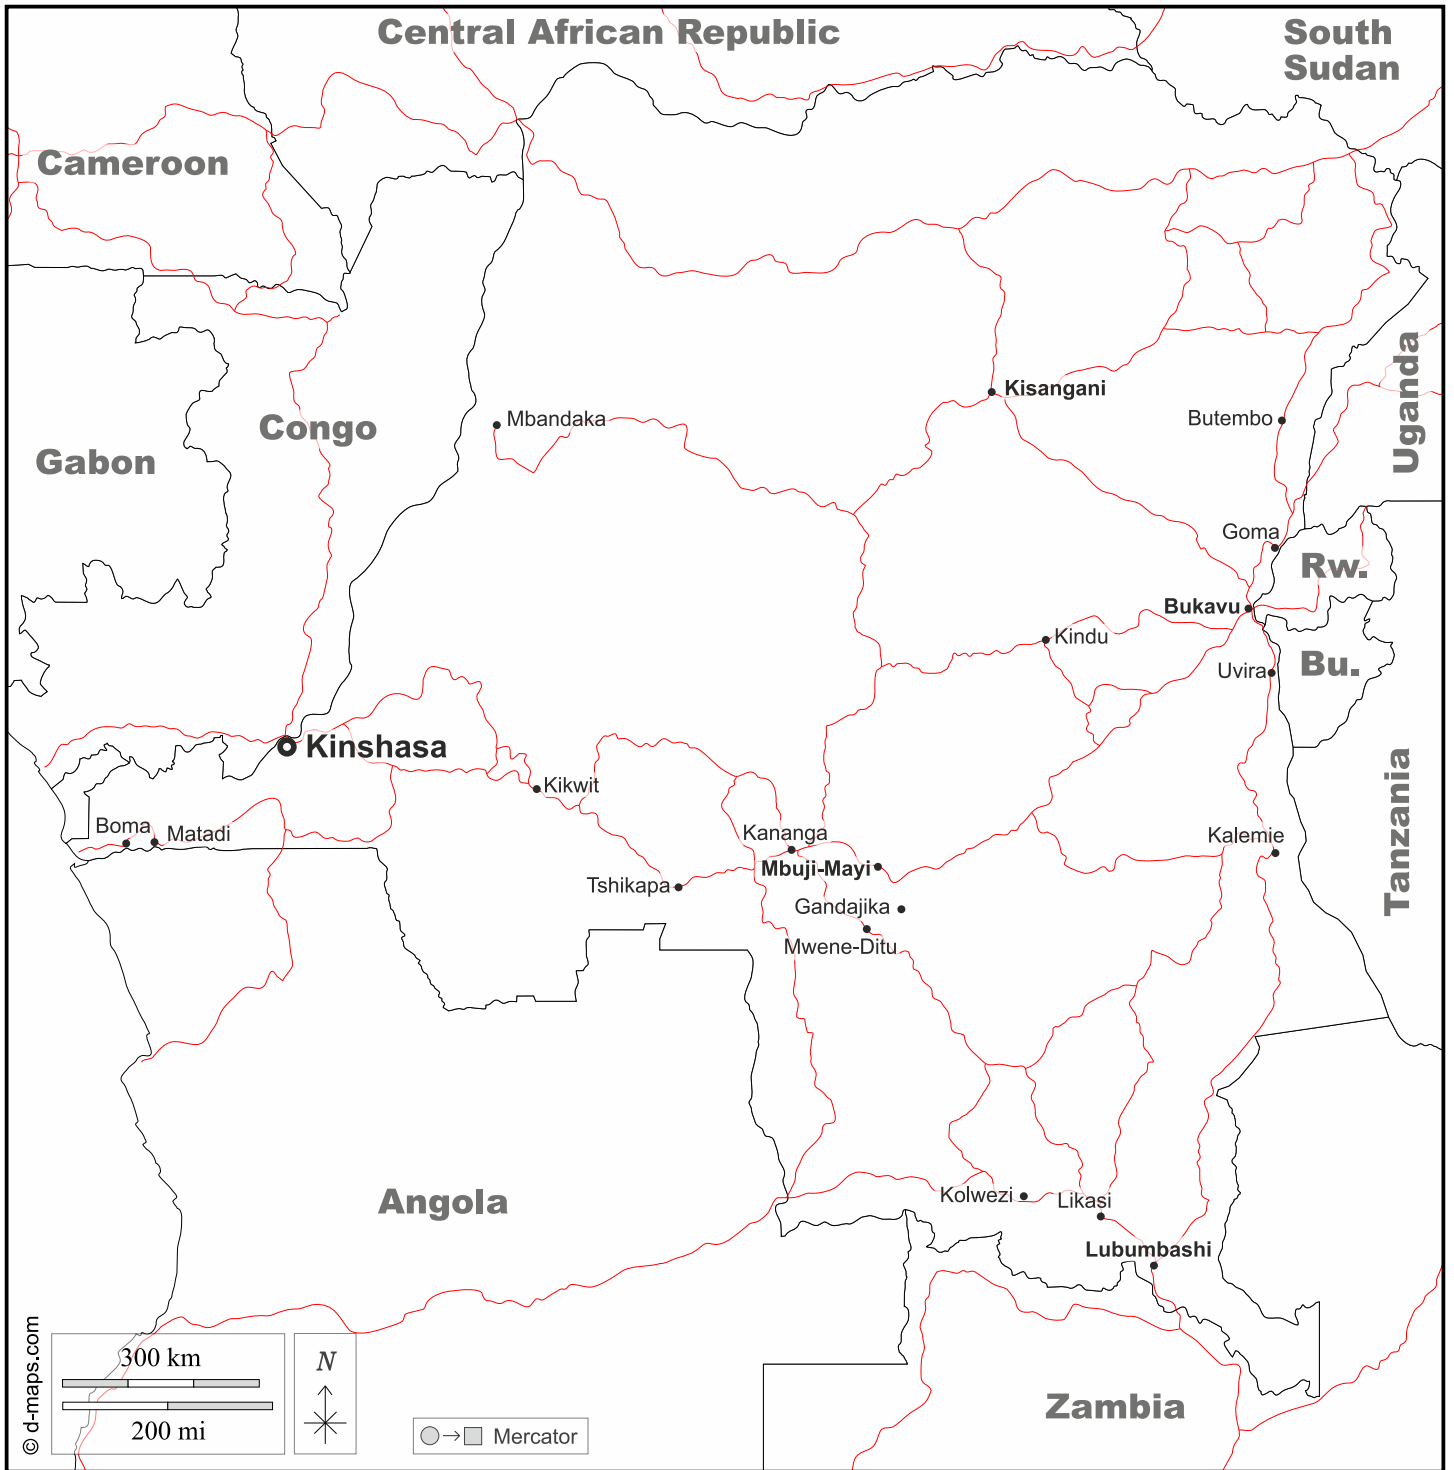 Central African Republic
South
Sudan
Cameroon
Uganda
Kisangani
Mbandaka
Butembo
Congo
Gabon
Goma
Rw.
Bukavu
Kindu
Bu.
Uvira
Kinshasa
Tanzania
Kikwit
Boma
Matadi
Kananga
Kalemie
Mbuji-Mayi
Tshikapa
Gandajika
Mwene-Ditu
Angola
Kolwezi
Likasi
Lubumbashi
© d-maps.com
300 km
200 mi
N
Mercator
Zambia